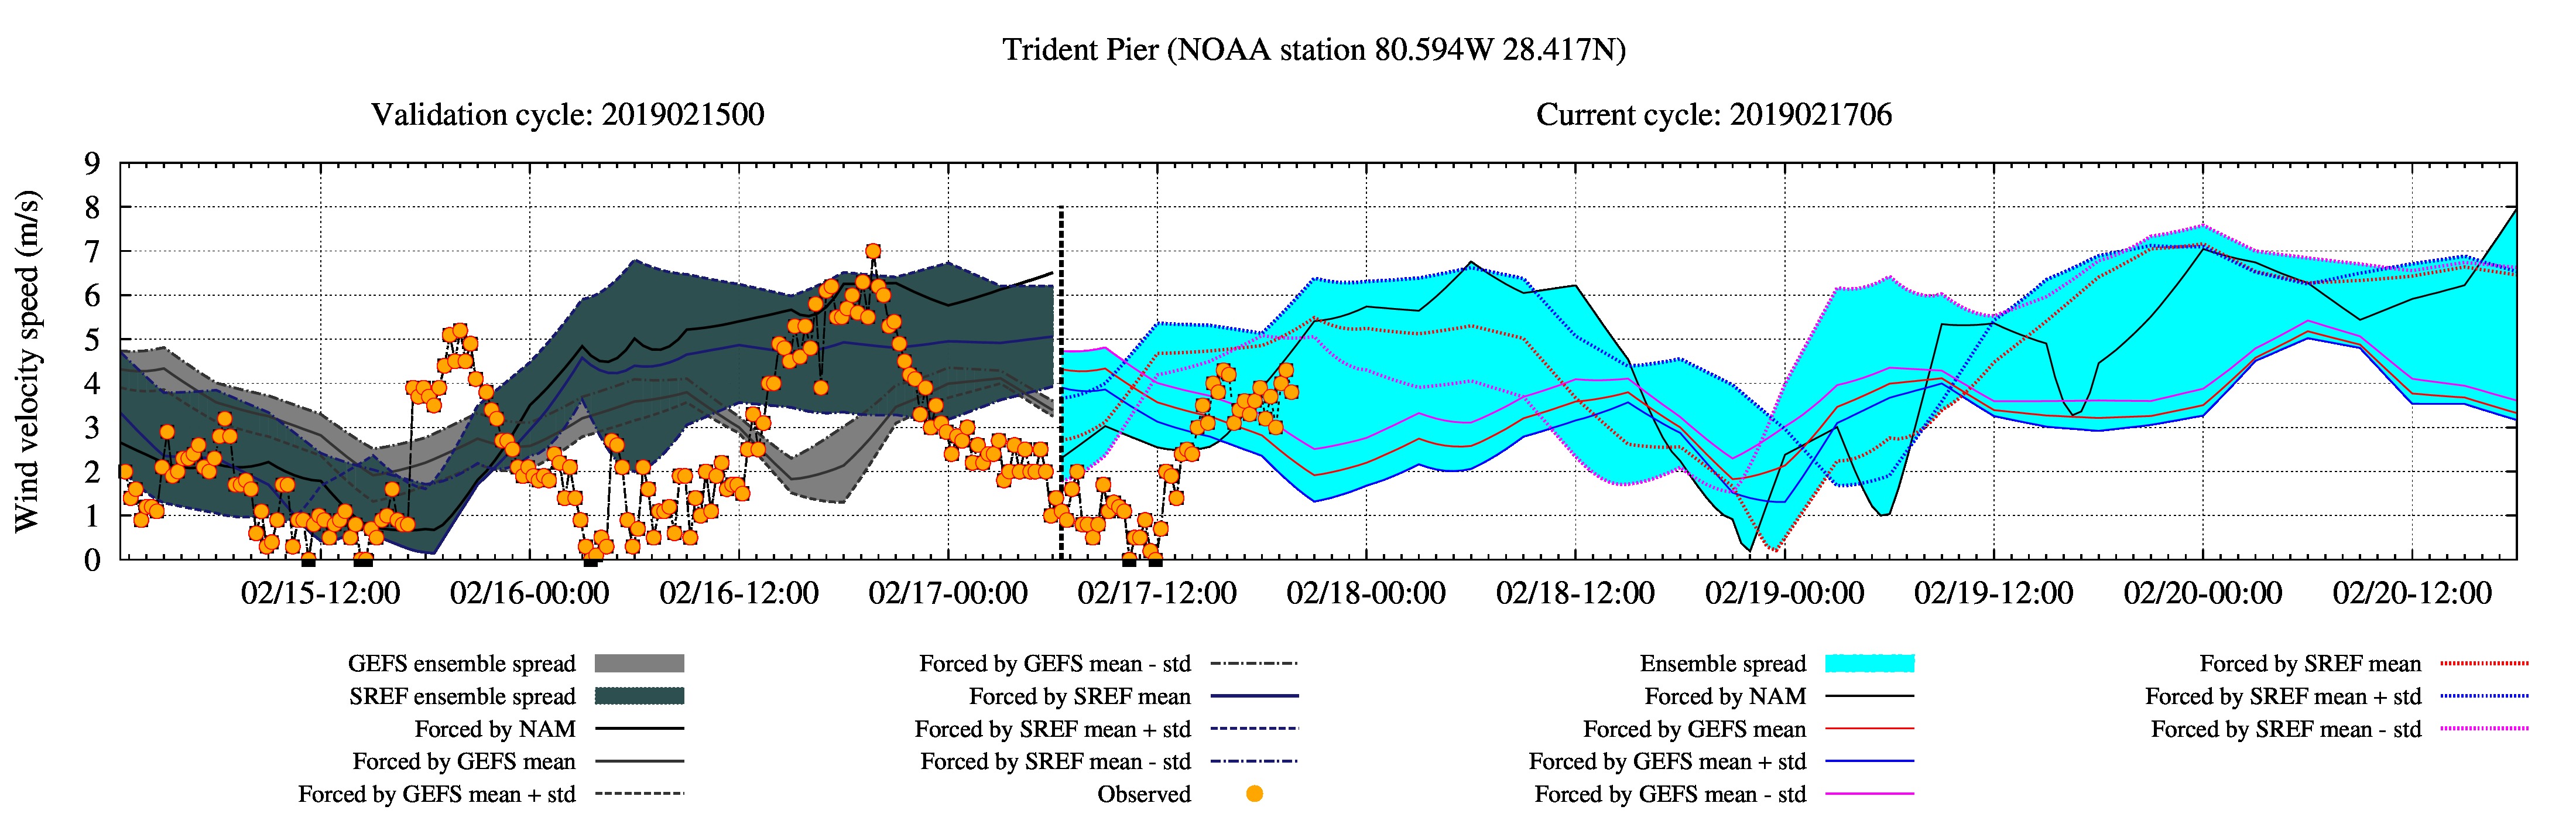 Trident Pier (NOAA station 80.594W 28.417N)
Validation cycle: 2019021500
Current cycle: 2019021706
Wind velocity speed (m/s)
9
8
7
6
5
4
3
2
1
0
02/15-12:00 02/16-00:00 02/16-12:00 02/17-00:00 02/17-12:00 02/18-00:00 02/18-12:00 02/19-00:00 02/19-12:00 02/20-00:00 02/20-12:00
GEFS ensemble spread
SREF ensemble spread
Forced by NAM
Forced by GEFS mean
Forced by GEFS mean + std
Forced by GEFS mean - std
Forced by SREF mean
Forced by SREF mean + std
Forced by SREF mean - std
Observed
Ensemble spread
Forced by NAM
Forced by GEFS mean
Forced by GEFS mean + std
Forced by GEFS mean - std
Forced by SREF mean
Forced by SREF mean + std
Forced by SREF mean - std